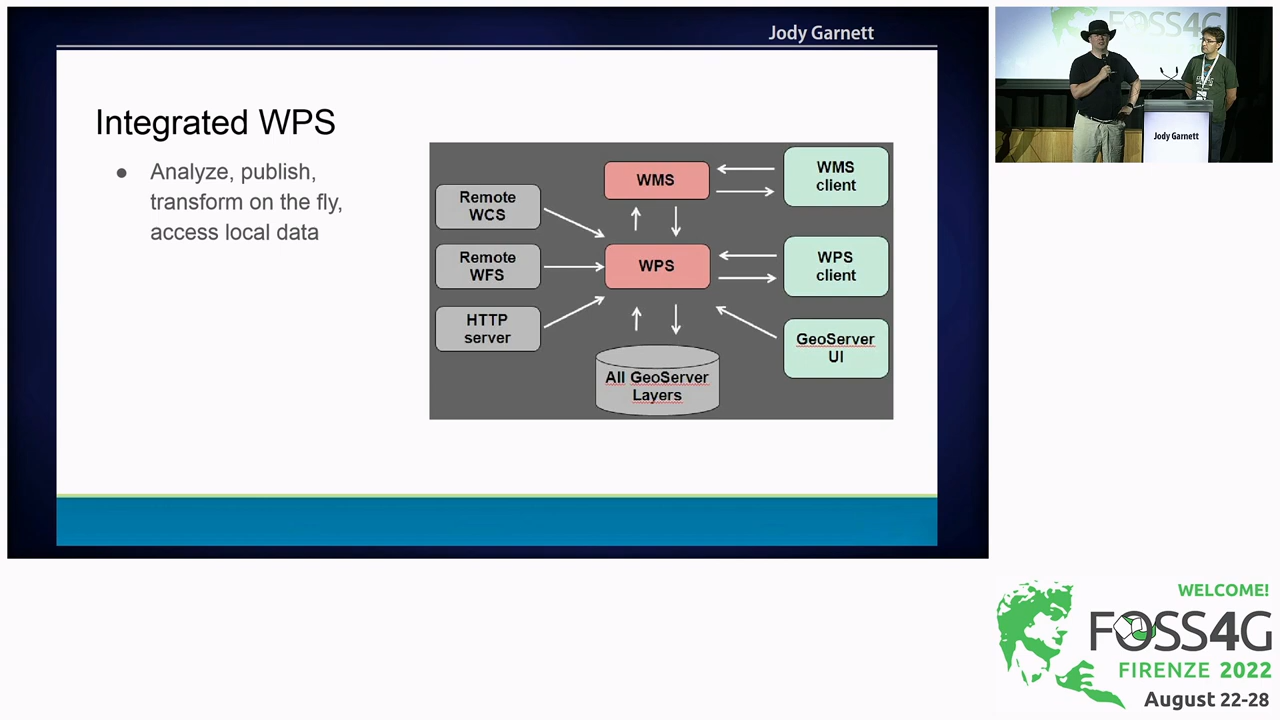 Jody Garnett
Integrated WPS
● Analyze, publish,
transform on the fly,
access local data
Remote
WCS
Remote
WFS
HTTP
server
WMS
WPS
All GeoServer
Layers
WMS
client
WPS
client
GeoServer
UI
FOSS4G
Jody Garnett
WELCOME!
FOSS4G
FIRENZE 2022
August 22-28